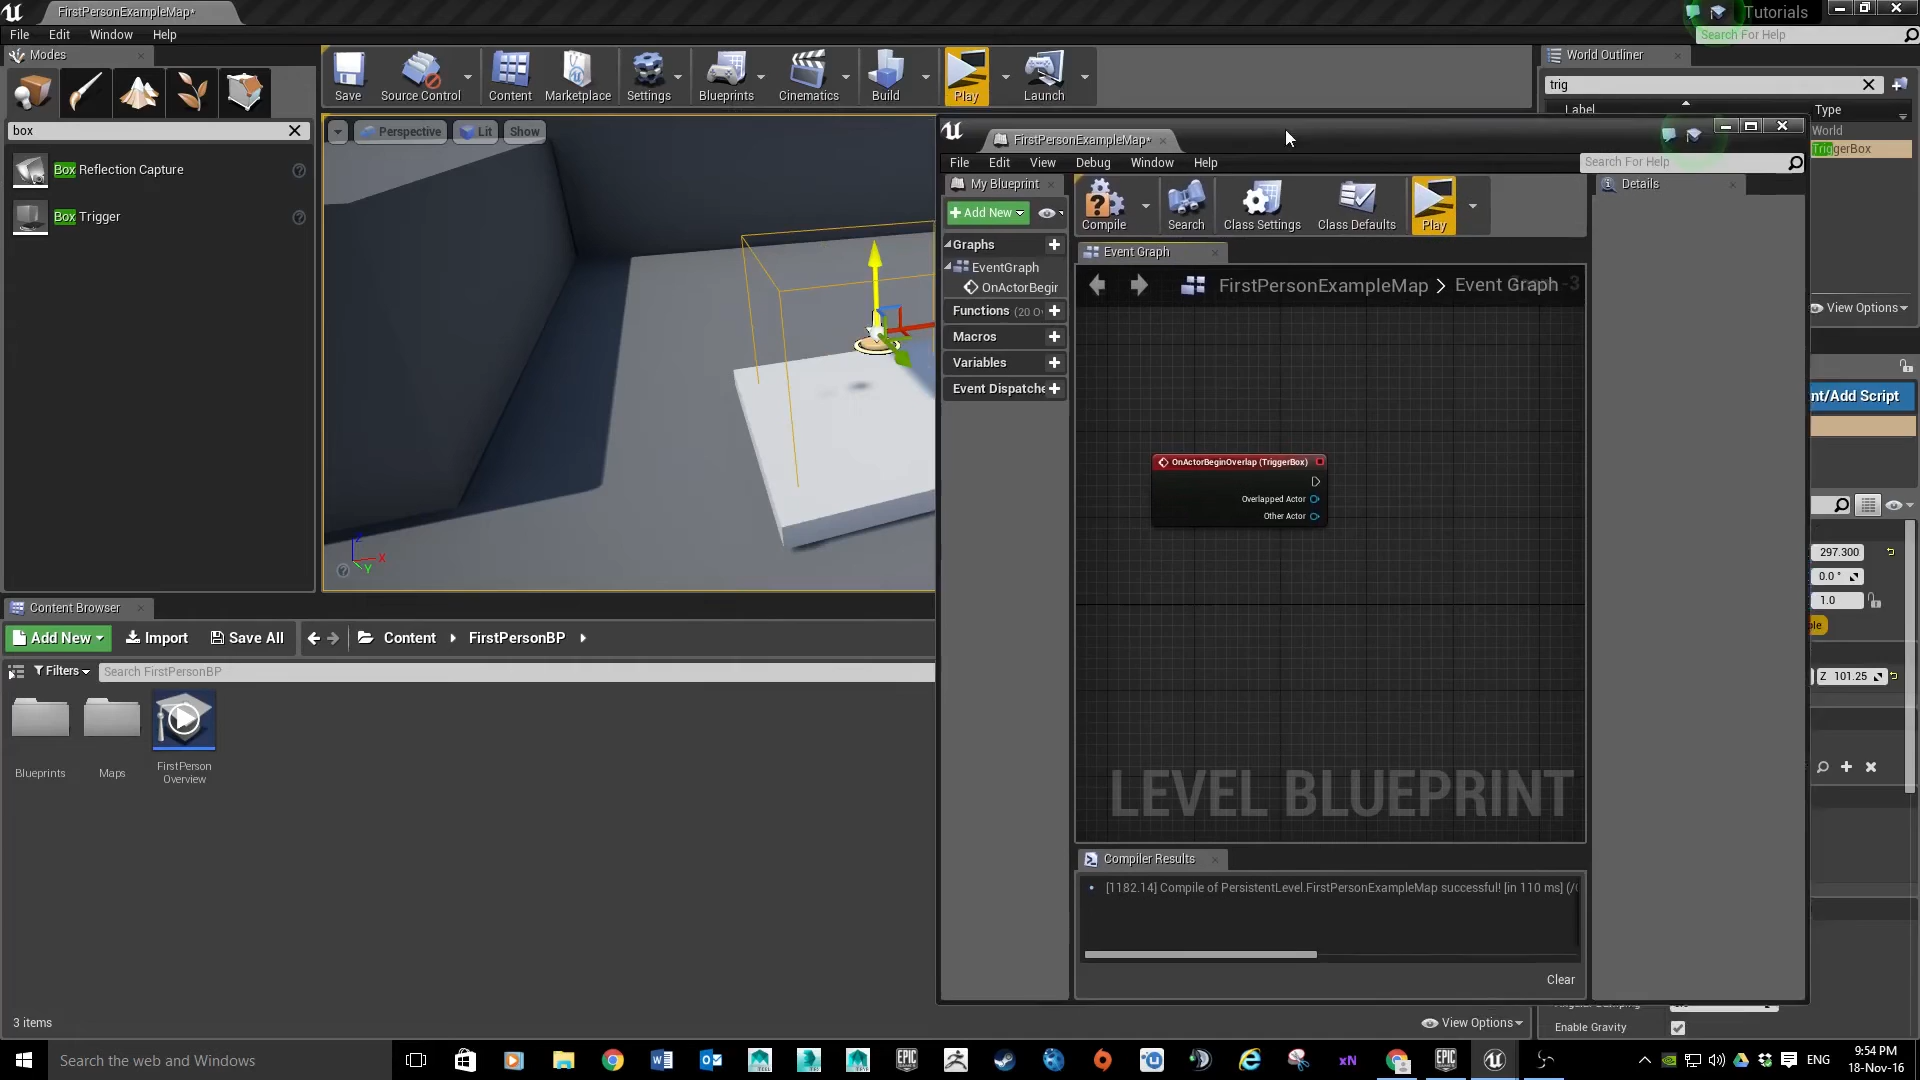 FirstPersonExampleMap*
Tutorials
File Edit Window Help
Search For Help
Modes
Save
Source Control
Content
Marketplace
Settings
Blueprints
Cinematics
Build
Play
Launch
World Outliner
trig
Label
Type
World
TriggerBox
box
Box Reflection Capture
Box Trigger
Perspective
Lit
Show
X
Y
View Options
nt/Add Script
297.300
0.0 °
1.0
Z 101.25
Enable Gravity
FirstPersonExampleMap*
File Edit View Debug Window Help
Search For Help
My Blueprint
Add New
Graphs
EventGraph
OnActorBegir
Functions
Macros
Variables
Event Dispatche
Compile
Search
Class Settings
Class Defaults
Play
Details
Event Graph
FirstPersonExampleMap > Event Graph
OnActorBeginOverlap (TriggerBox)
Overlapped Actor
Other Actor
LEVEL BLUEPRINT
Compiler Results
[1182.14] Compile of PersistentLevel.FirstPersonExampleMap successful! [in 110 ms]
Clear
Content Browser
Add New
Import
Save All
Content
FirstPersonBP
Filters
Search FirstPersonBP
Blueprints
Maps
FirstPerson
Overview
3 items
View Options
Search the web and Windows
ENG
9:54 PM
18-Nov-16